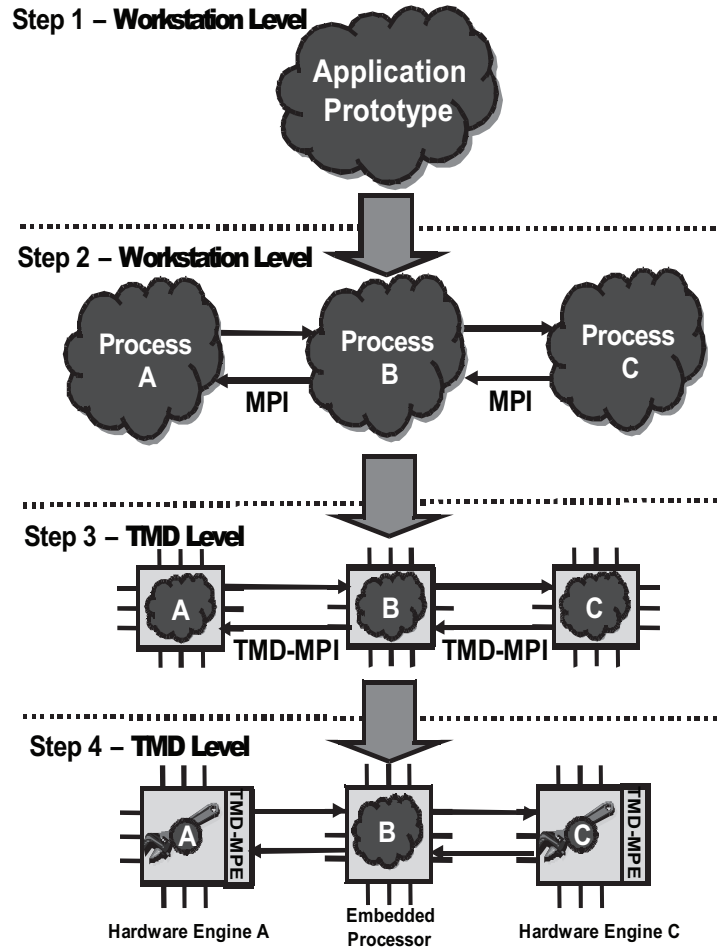 Step 1 – Workstation Level
Application
Prototype
Step 2 – Workstation Level
Process
A
Process
B
Process
C
MPI
MPI
Step 3 – TMD Level
A
B
C
TMD-MPI
TMD-MPI
Step 4 – TMD Level
A
TMD-MPE
B
C
TMD-MPE
Hardware Engine A
Embedded
Processor
Hardware Engine C